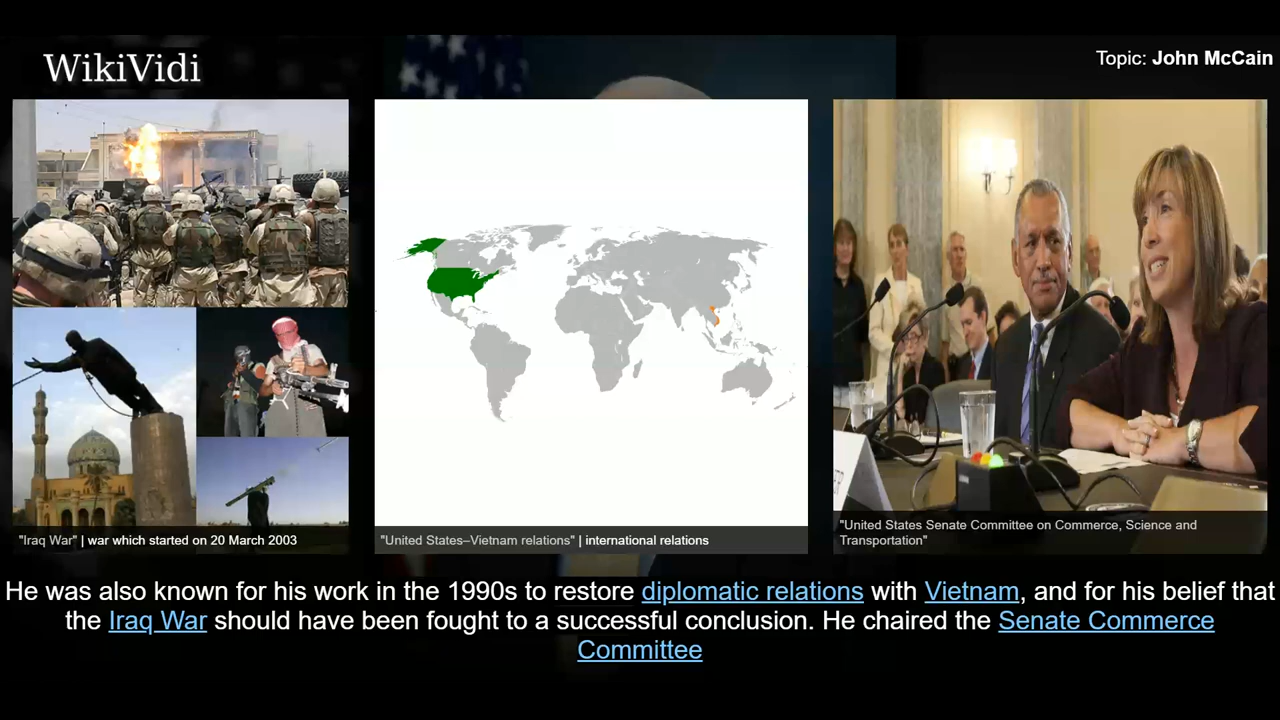 WikiVidi
Topic: John McCain
"Iraq War" | war which started on 20 March 2003
"United States–Vietnam relations" | international relations
"United States Senate Committee on Commerce, Science and
Transportation"
He was also known for his work in the 1990s to restore diplomatic relations with Vietnam, and for his belief that
the Iraq War should have been fought to a successful conclusion. He chaired the Senate Commerce
Committee